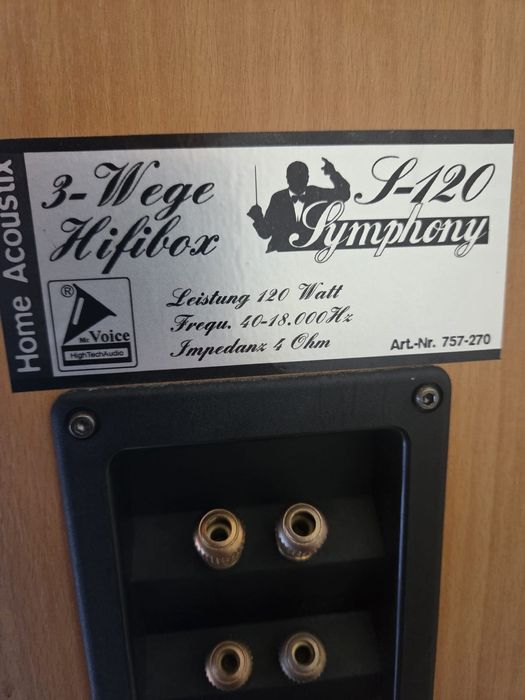 Home Acoustix
3-Wege
Hifibox
S-120
Symphony
®
Mr. Voice
HighTechAudio
Leistung 120 Watt
Frequ. 40-18.000Hz
Impedanz 4 Ohm
Art.-Nr. 757-270